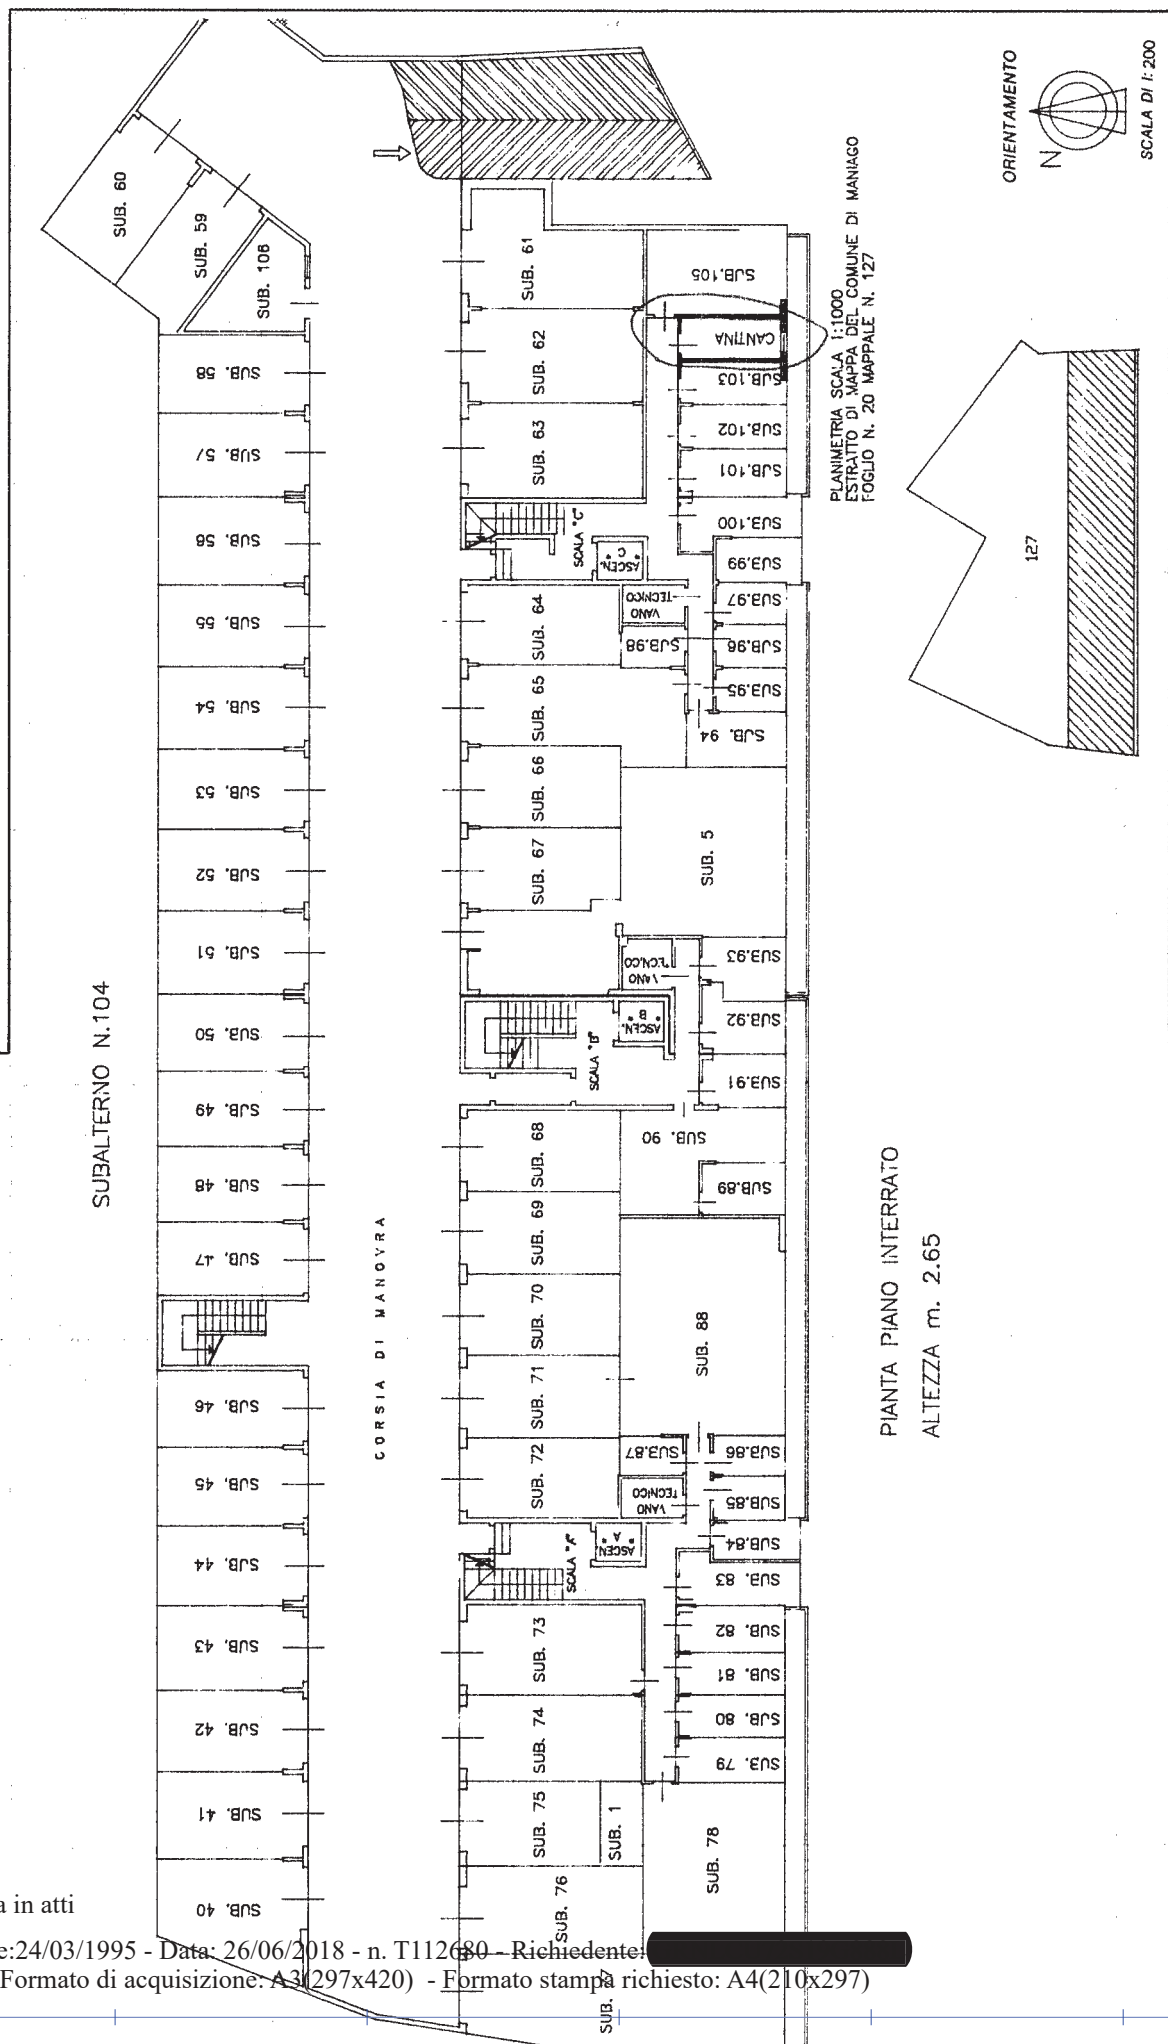 ORIENTAMENTO
N
SCALA DI 1:200
PLANIMETRIA SCALA 1:1000
ESTRATTO DI MAPPA DEL COMUNE DI MANIAGO
FOGLIO N. 20 MAPPALE N. 127
127
SUBALTERNO N.104
SUB. 60
SUB. 59
SUB. 106
SUB. 58
SUB. 57
SUB. 56
SUB. 55
SUB. 54
SUB. 53
SUB. 52
SUB. 51
SUB. 50
SUB. 49
SUB. 48
SUB. 47
SUB. 46
SUB. 45
SUB. 44
SUB. 43
SUB. 42
SUB. 41
SUB. 40
CORSIA DI MANOVRA
SUB. 61
SUB. 62
SUB. 63
SCALA "C"
ASCEN.
"C"
SUB. 64
SUB. 65
SUB. 66
SUB. 67
SCALA "B"
ASCEN.
"B"
SUB. 68
SUB. 69
SUB. 70
SUB. 71
SUB. 72
SCALA "A"
ASCEN.
"A"
SUB. 73
SUB. 74
SUB. 75
SUB. 1
SUB. 76
SUB. 77
SUB.105
CANTINA
SUB.103
SUB.102
SUB.101
SUB.100
SUB.99
VANO
TECNICO
SUB.97
SUB.98
SUB.96
SUB.95
SUB. 94
SUB. 5
VANO
TECNICO
SUB.93
SUB.92
SUB.91
SUB. 90
SUB.89
SUB. 88
SUB.87
SUB.86
VANO
TECNICO
SUB.85
SUB.84
SUB. 83
SUB. 82
SUB. 81
SUB. 80
SUB. 79
SUB. 78
PIANTA PIANO INTERRATO
ALTEZZA m. 2.65
a in atti
e:24/03/1995 - Data: 26/06/2018 - n. T112680 - Richiedente:
Formato di acquisizione: A3(297x420) - Formato stampa richiesto: A4(210x297)